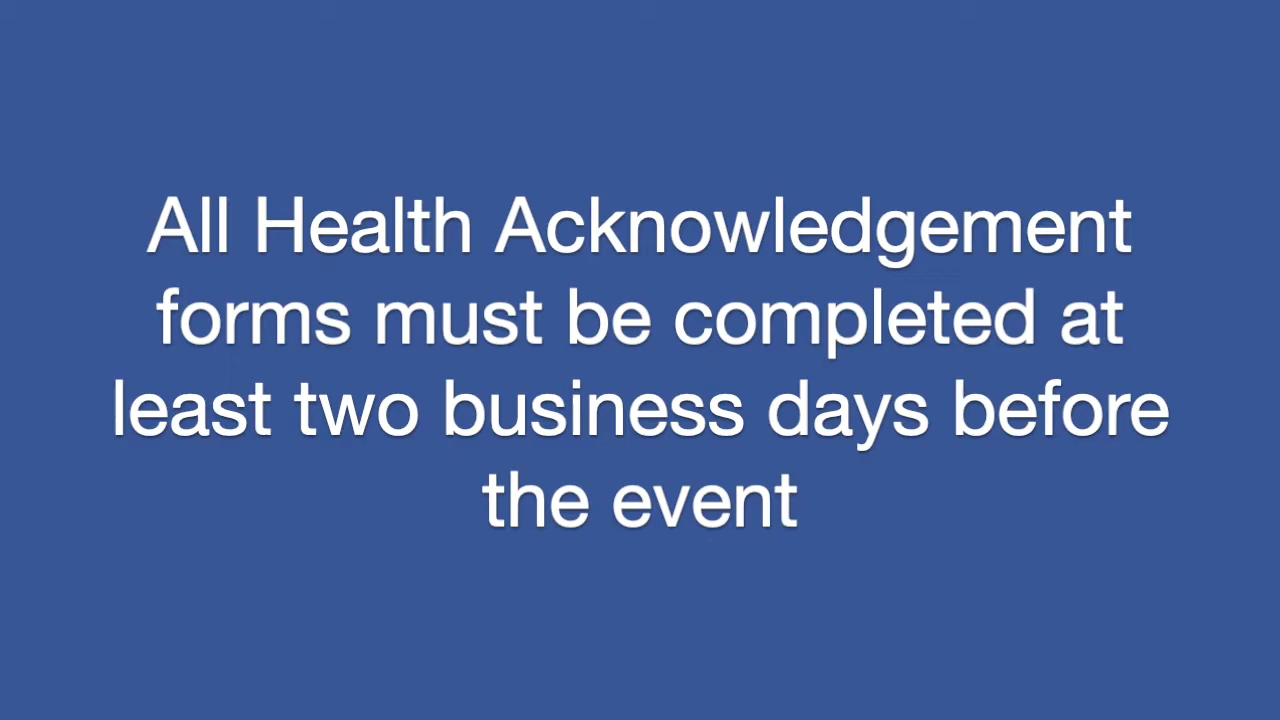 All Health Acknowledgement
forms must be completed at
least two business days before
the event